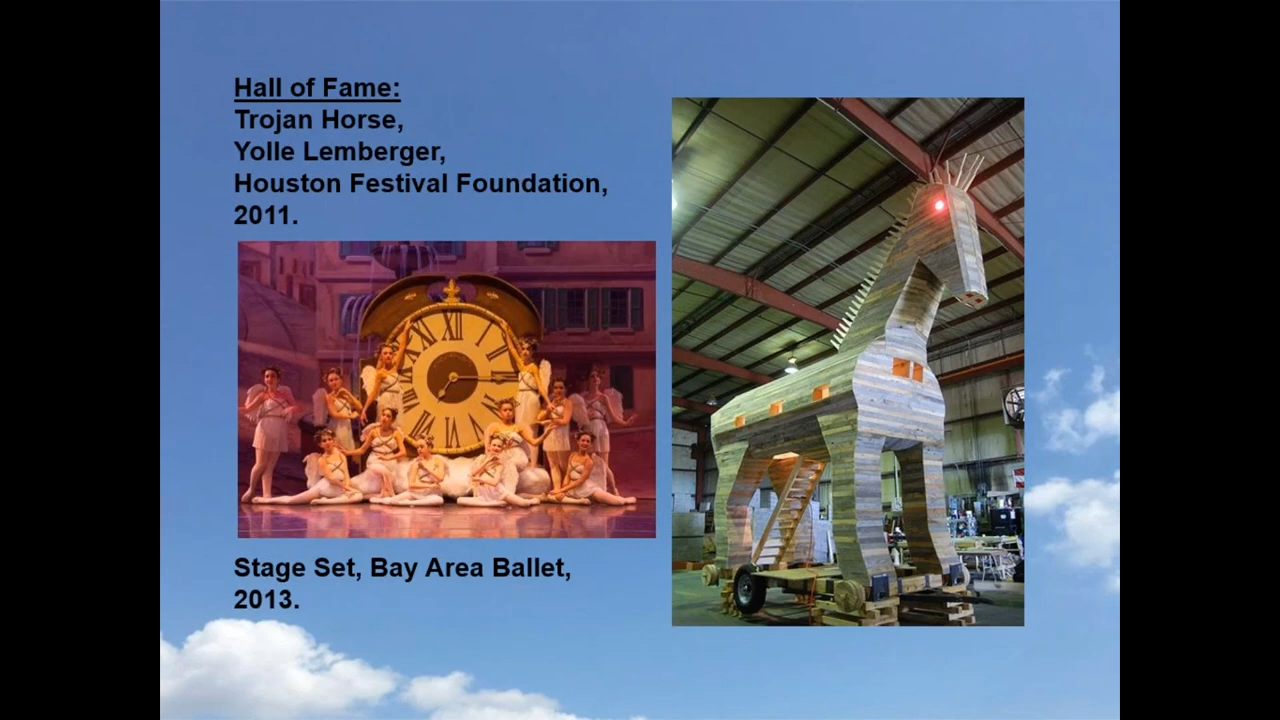 Hall of Fame:
Trojan Horse,
Yolle Lemberger,
Houston Festival Foundation,
2011.
Stage Set, Bay Area Ballet,
2013.